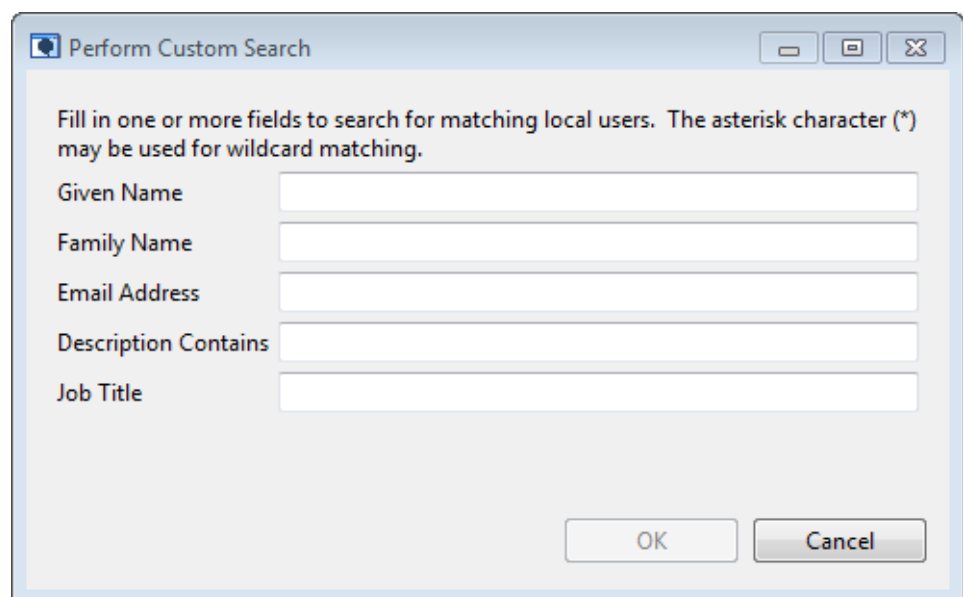 Perform Custom Search
Fill in one or more fields to search for matching local users.  The asterisk character (*)
may be used for wildcard matching.
Given Name
Family Name
Email Address
Description Contains
Job Title
OK
Cancel